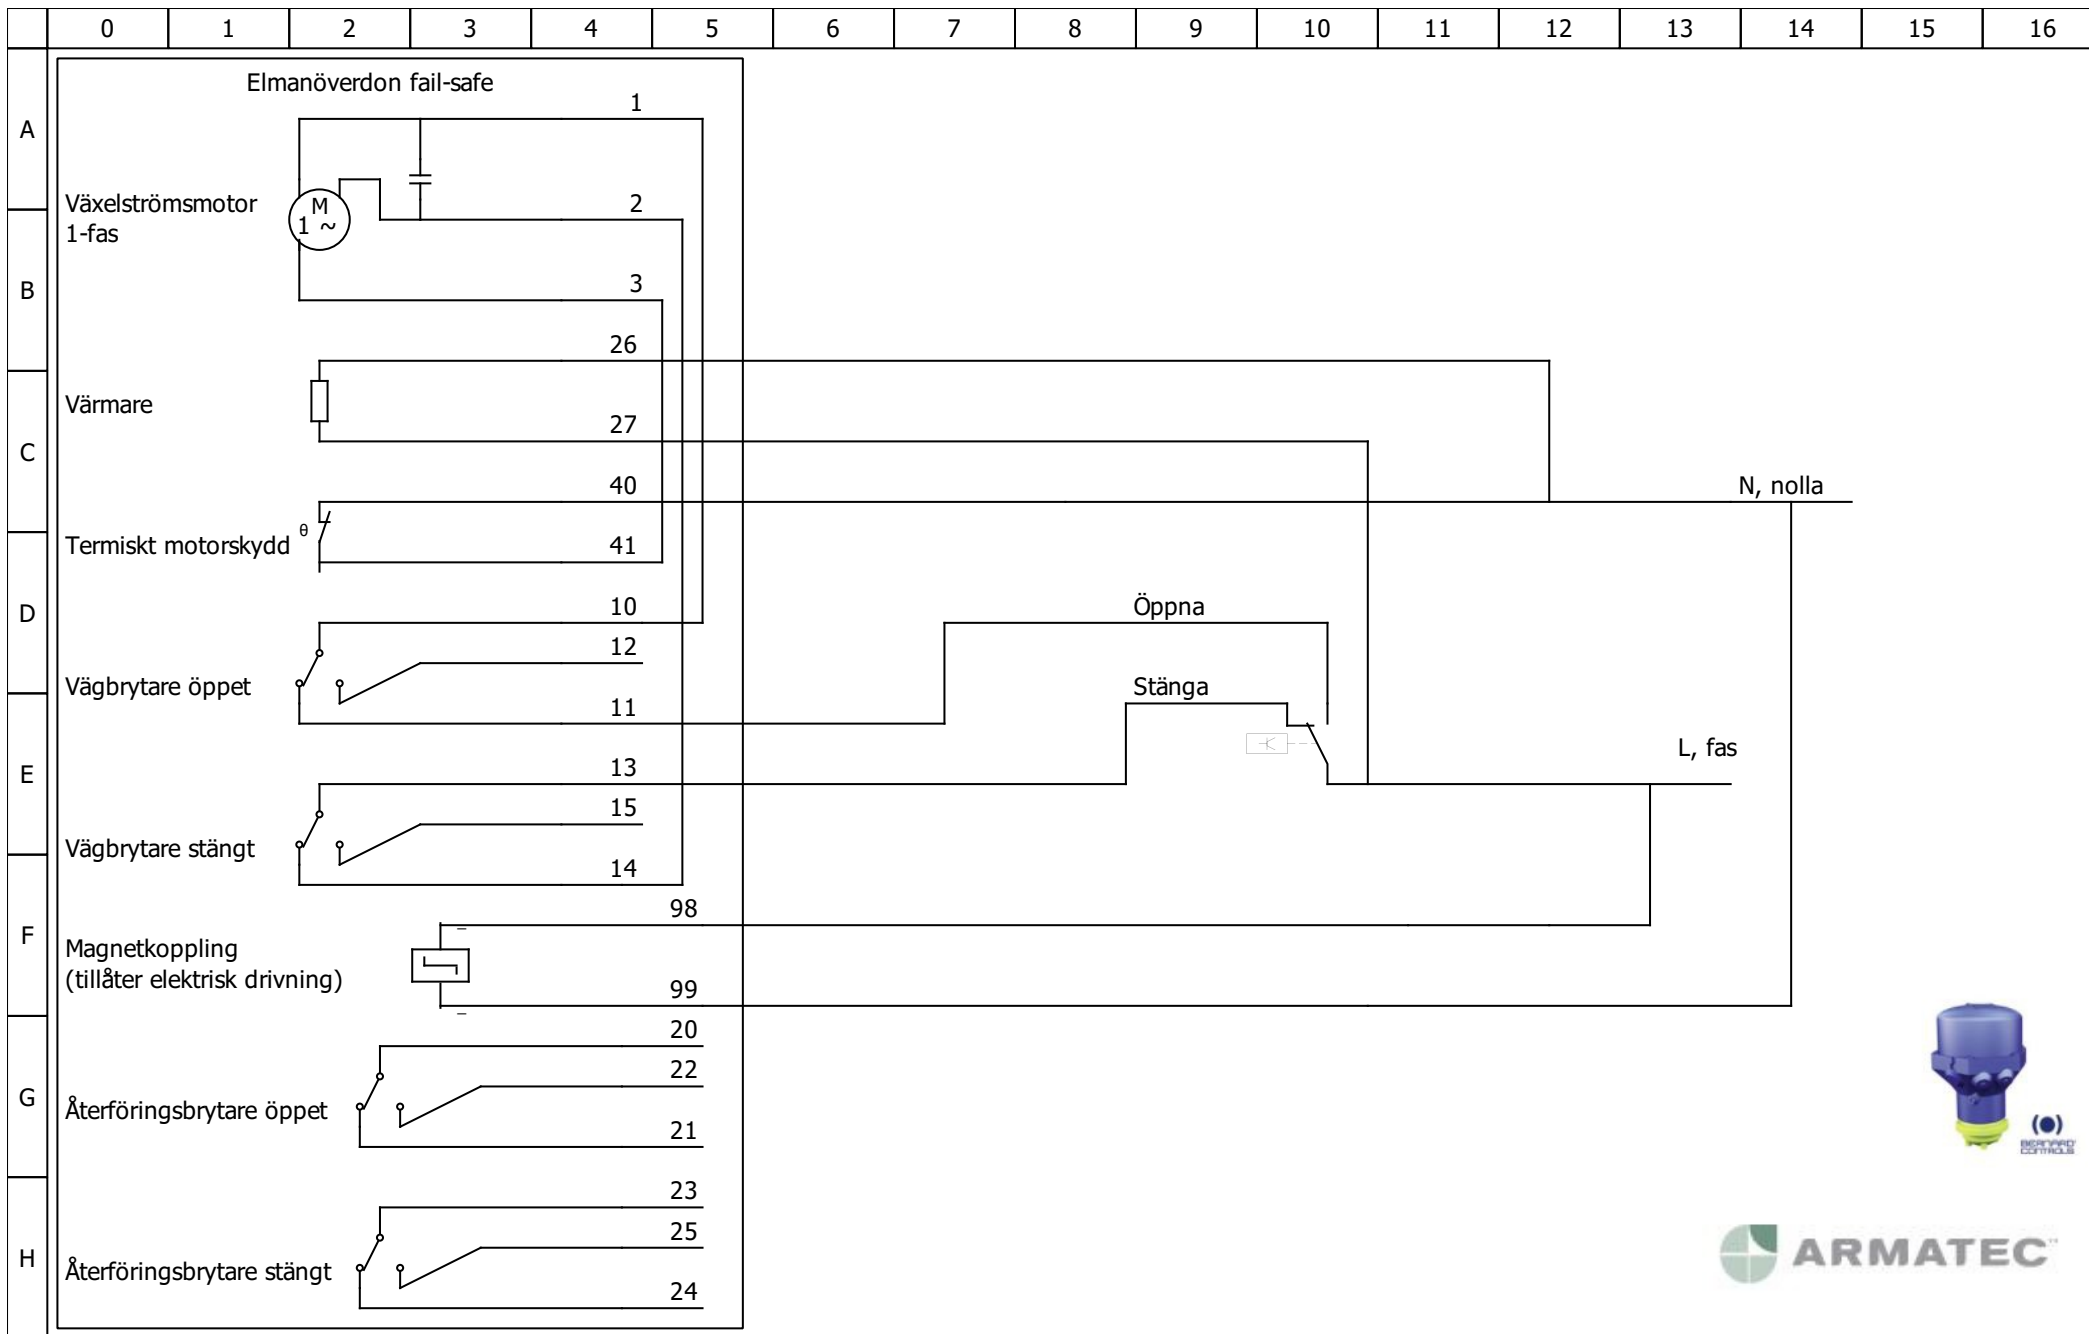 0 1 2 3 4 5 6 7 8 9 10 11 12 13 14 15 16
Elmanöverdon fail-safe
1
A
Växelströmsmotor
1-fas
M
1 ~
2
B
3
26
Värmare
27
C
40
N, nolla
Termiskt motorskydd
θ
41
D
10
Öppna
12
Vägbrytare öppet
Stänga
11
L, fas
E
13
15
Vägbrytare stängt
14
98
F
Magnetkoppling
(tillåter elektrisk drivning)
99
20
22
G
Återföringsbrytare öppet
21
BERNARD
CONTROLS
23
25
H
Återföringsbrytare stängt
24
ARMATEC